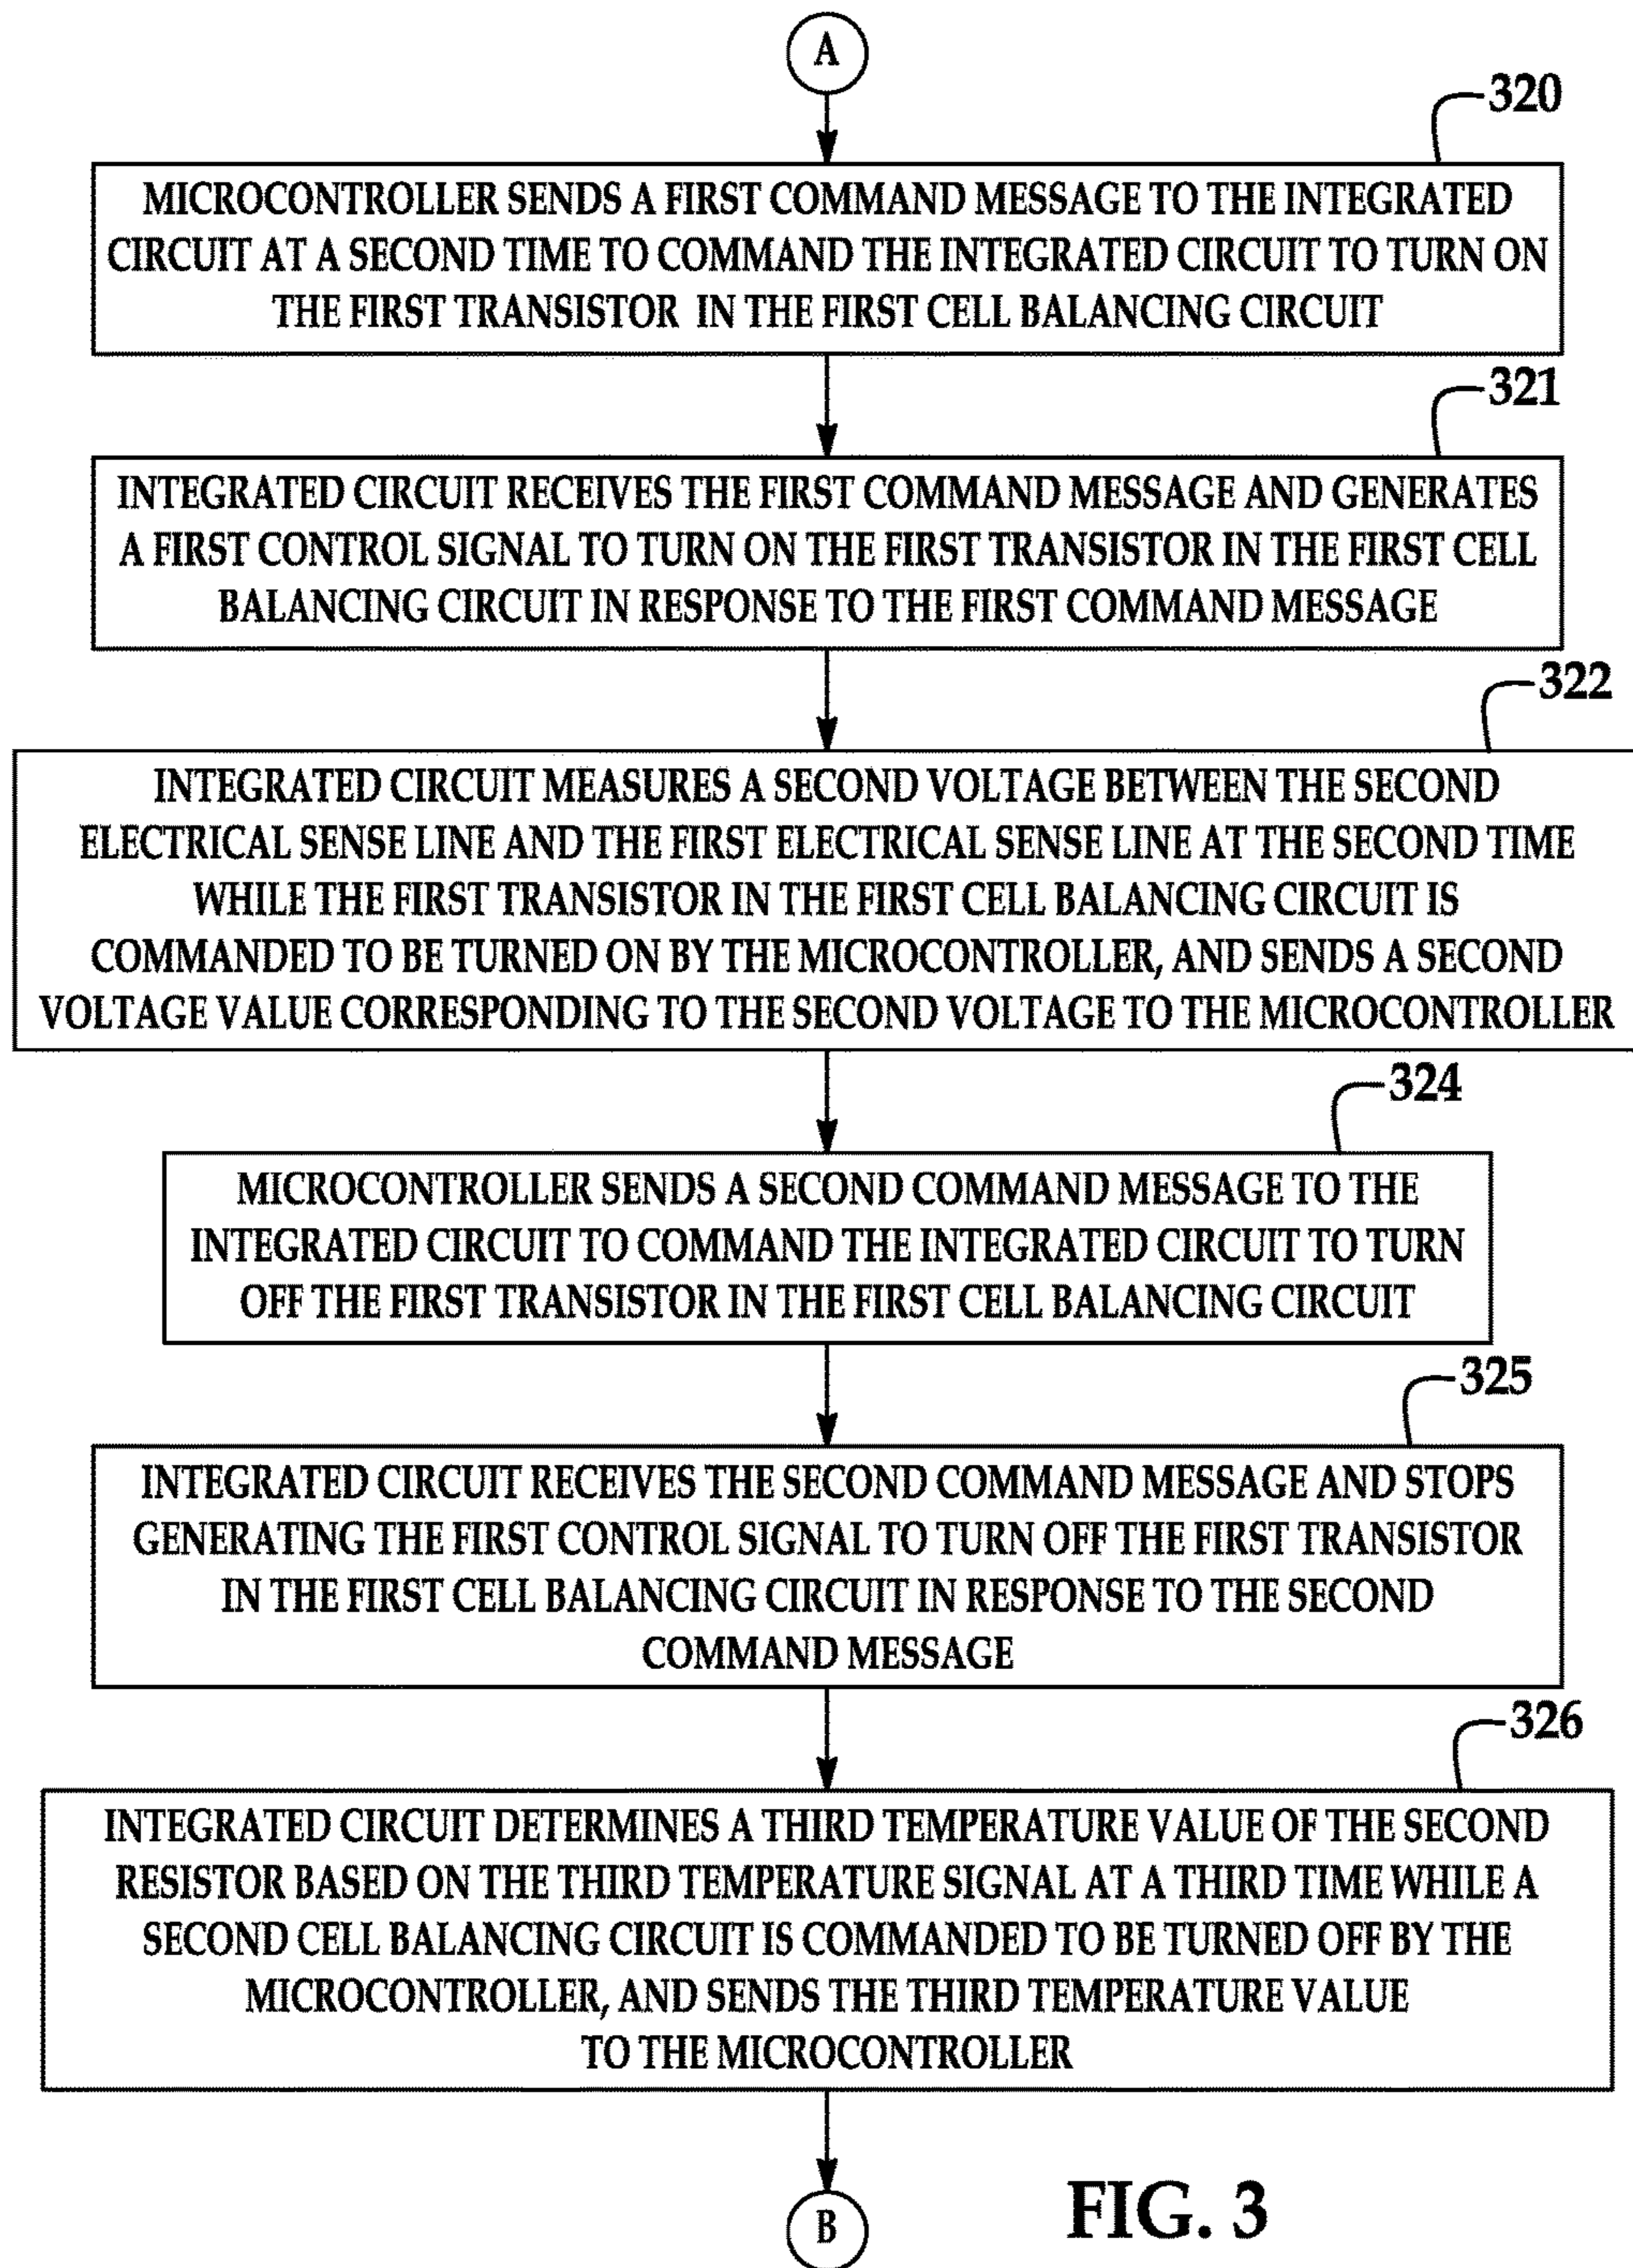 A
320
MICROCONTROLLER SENDS A FIRST COMMAND MESSAGE TO THE INTEGRATED
CIRCUIT AT A SECOND TIME TO COMMAND THE INTEGRATED CIRCUIT TO TURN ON
THE FIRST TRANSISTOR IN THE FIRST CELL BALANCING CIRCUIT
321
INTEGRATED CIRCUIT RECEIVES THE FIRST COMMAND MESSAGE AND GENERATES
A FIRST CONTROL SIGNAL TO TURN ON THE FIRST TRANSISTOR IN THE FIRST CELL
BALANCING CIRCUIT IN RESPONSE TO THE FIRST COMMAND MESSAGE
322
INTEGRATED CIRCUIT MEASURES A SECOND VOLTAGE BETWEEN THE SECOND
ELECTRICAL SENSE LINE AND THE FIRST ELECTRICAL SENSE LINE AT THE SECOND TIME
WHILE THE FIRST TRANSISTOR IN THE FIRST CELL BALANCING CIRCUIT IS
COMMANDED TO BE TURNED ON BY THE MICROCONTROLLER, AND SENDS A SECOND
VOLTAGE VALUE CORRESPONDING TO THE SECOND VOLTAGE TO THE MICROCONTROLLER
324
MICROCONTROLLER SENDS A SECOND COMMAND MESSAGE TO THE
INTEGRATED CIRCUIT TO COMMAND THE INTEGRATED CIRCUIT TO TURN
OFF THE FIRST TRANSISTOR IN THE FIRST CELL BALANCING CIRCUIT
325
INTEGRATED CIRCUIT RECEIVES THE SECOND COMMAND MESSAGE AND STOPS
GENERATING THE FIRST CONTROL SIGNAL TO TURN OFF THE FIRST TRANSISTOR
IN THE FIRST CELL BALANCING CIRCUIT IN RESPONSE TO THE SECOND
COMMAND MESSAGE
326
INTEGRATED CIRCUIT DETERMINES A THIRD TEMPERATURE VALUE OF THE SECOND
RESISTOR BASED ON THE THIRD TEMPERATURE SIGNAL AT A THIRD TIME WHILE A
SECOND CELL BALANCING CIRCUIT IS COMMANDED TO BE TURNED OFF BY THE
MICROCONTROLLER, AND SENDS THE THIRD TEMPERATURE VALUE
TO THE MICROCONTROLLER
B
FIG. 3